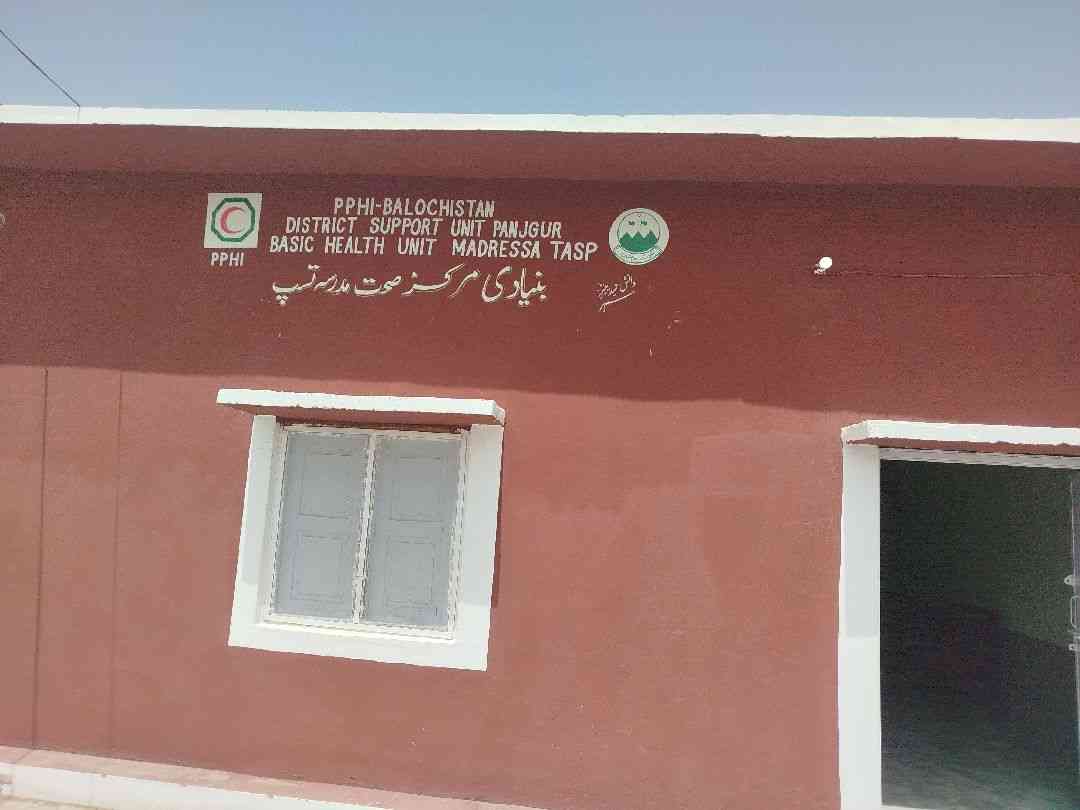 PPHI-BALOCHISTAN
DISTRICT SUPPORT UNIT PANJGUR
BASIC HEALTH UNIT MADRESSA TASP
PPHI
بنیادی مرکز صحت مدرسہ تسپ